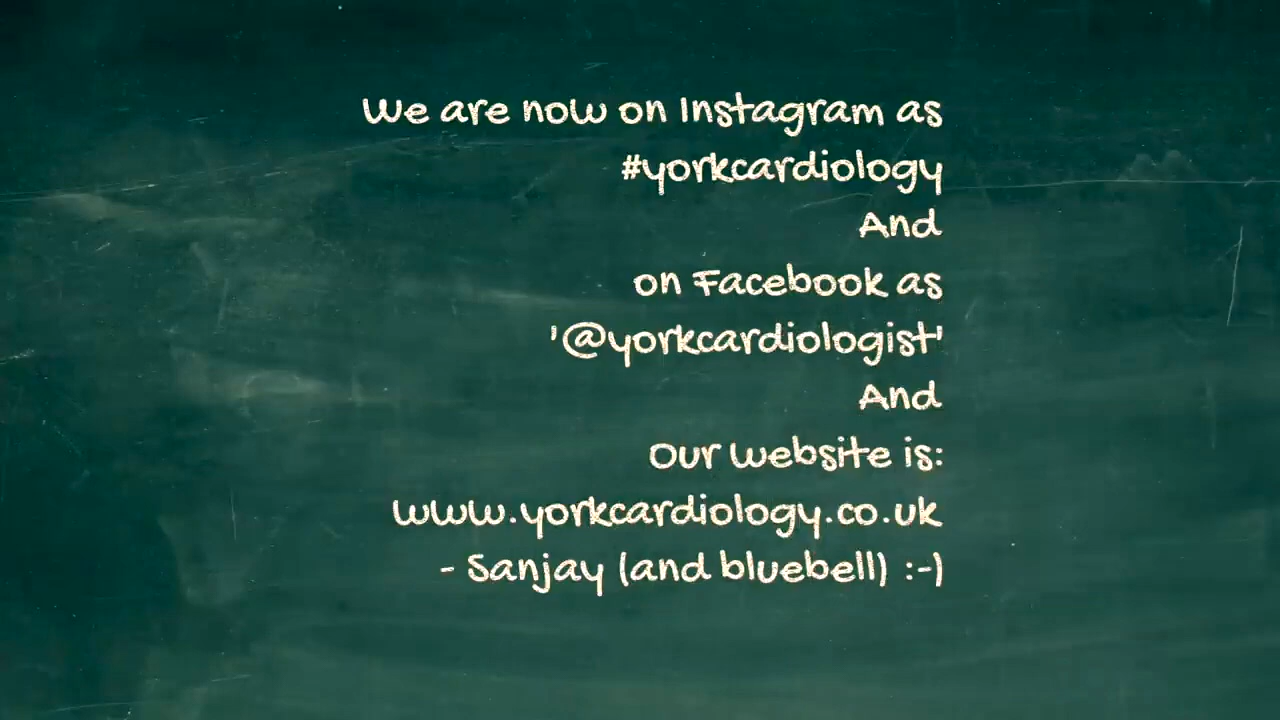 We are now on Instagram as
#yorkcardiology
And
on Facebook as
'@yorkcardiologist'
And
Our website is:
www.yorkcardiology.co.uk
- Sanjay (and bluebell) :-)